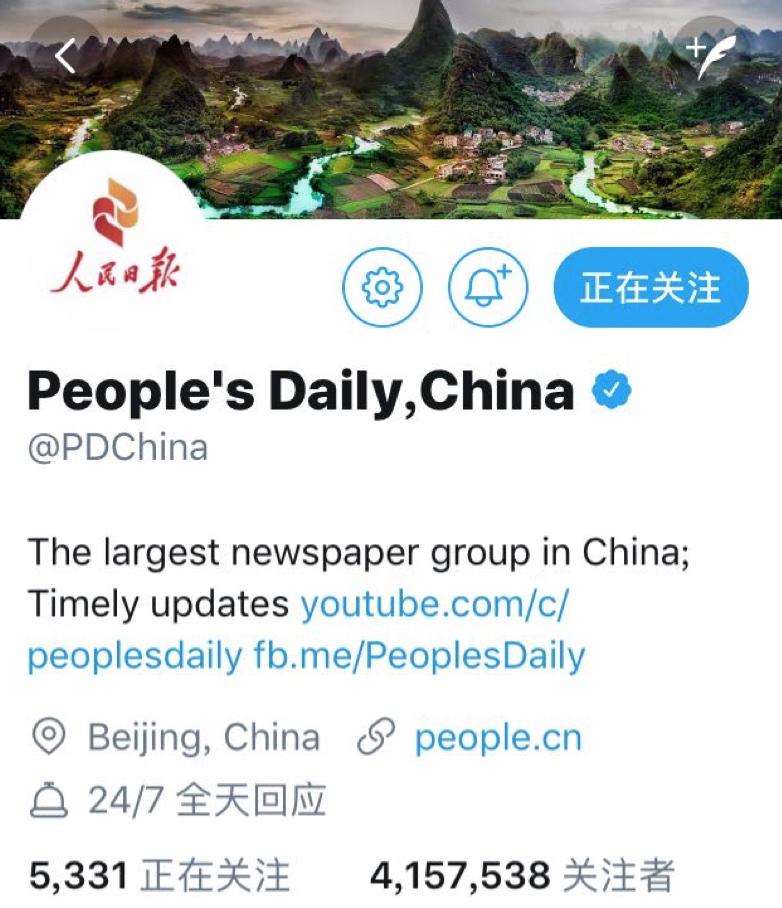 人民日报
正在关注
People's Daily,China
@PDChina
The largest newspaper group in China;
Timely updates youtube.com/c/
peoplesdaily fb.me/PeoplesDaily
Beijing, China people.cn
24/7 全天回应
5,331 正在关注 4,157,538 关注者